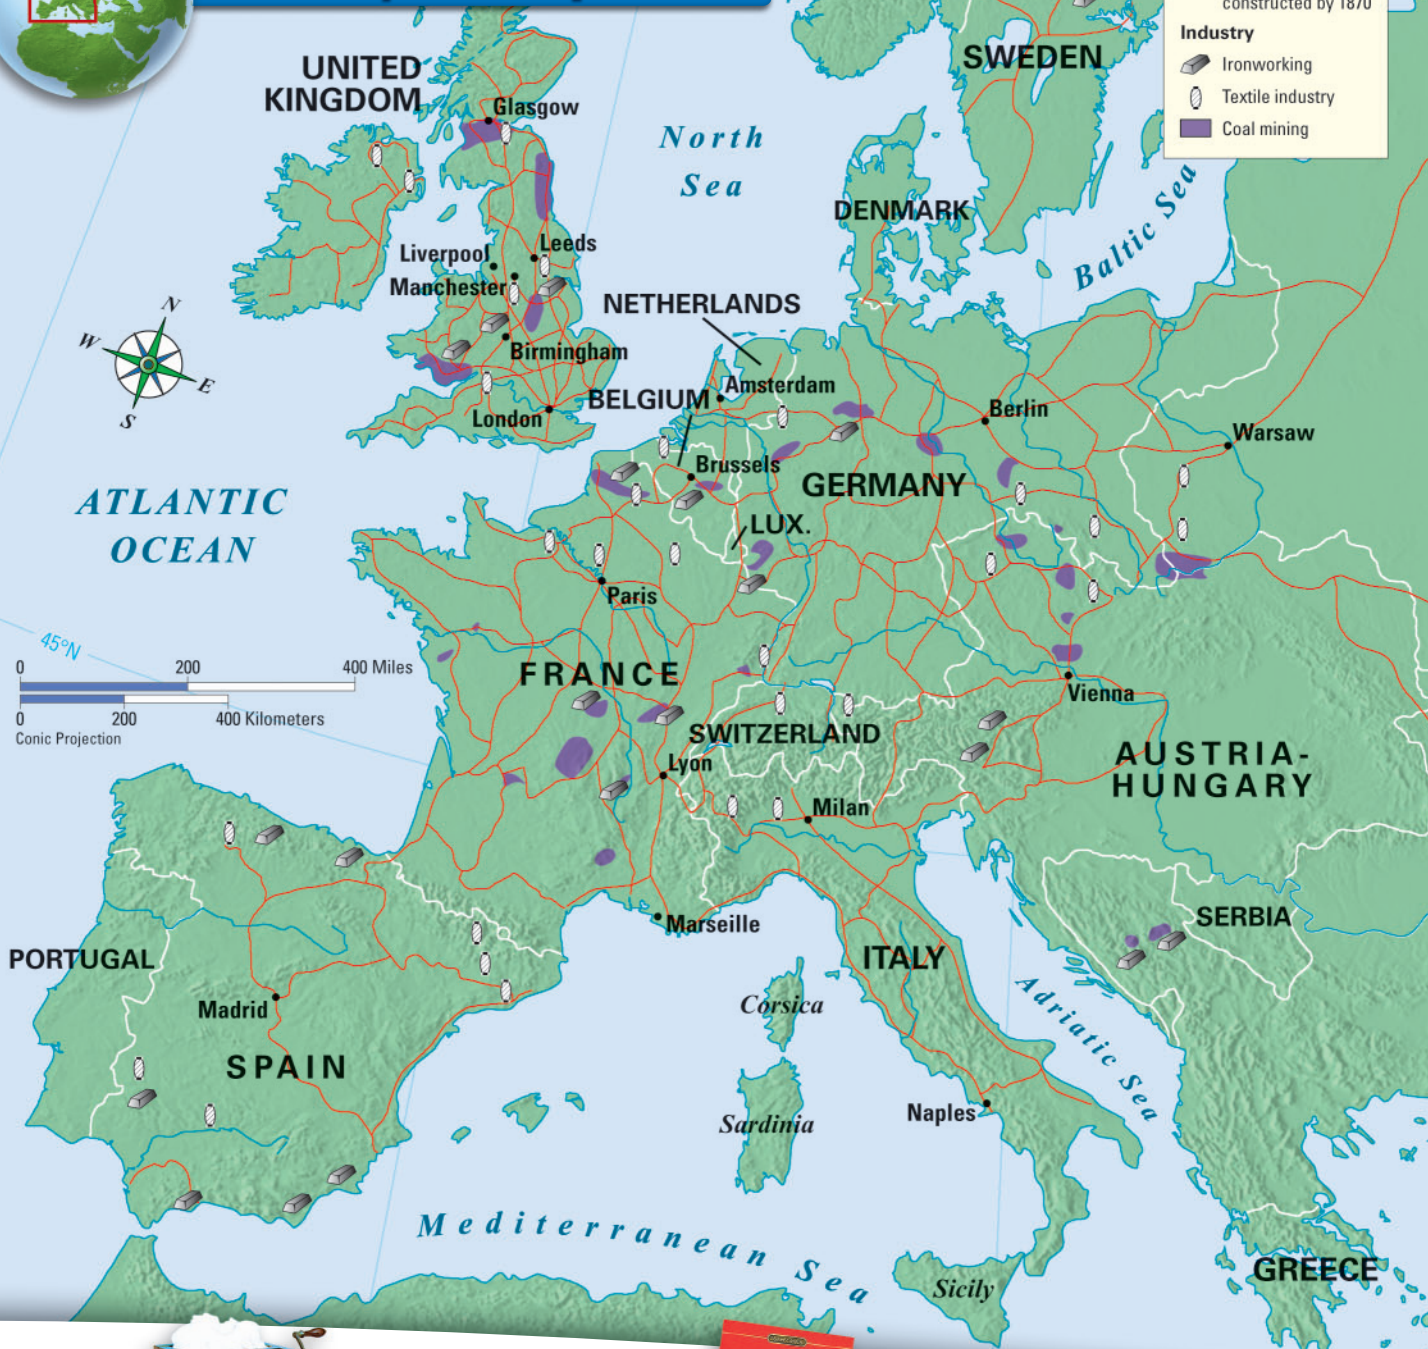 constructed by 1870
Industry
Ironworking
Textile industry
Coal mining
UNITED
KINGDOM
Glasgow
North
Sea
SWEDEN
DENMARK
Baltic Sea
Liverpool
Leeds
Manchester
NETHERLANDS
Birmingham
N
W
E
S
BELGIUM
Amsterdam
London
Berlin
Warsaw
Brussels
GERMANY
ATLANTIC
OCEAN
LUX.
Paris
45°N
0 200 400 Miles
0 200 400 Kilometers
Conic Projection
FRANCE
Vienna
SWITZERLAND
AUSTRIA-
HUNGARY
Lyon
Milan
Marseille
SERBIA
PORTUGAL
ITALY
Madrid
Corsica
Adriatic Sea
SPAIN
Sardinia
Naples
Mediterranean Sea
Sicily
GREECE